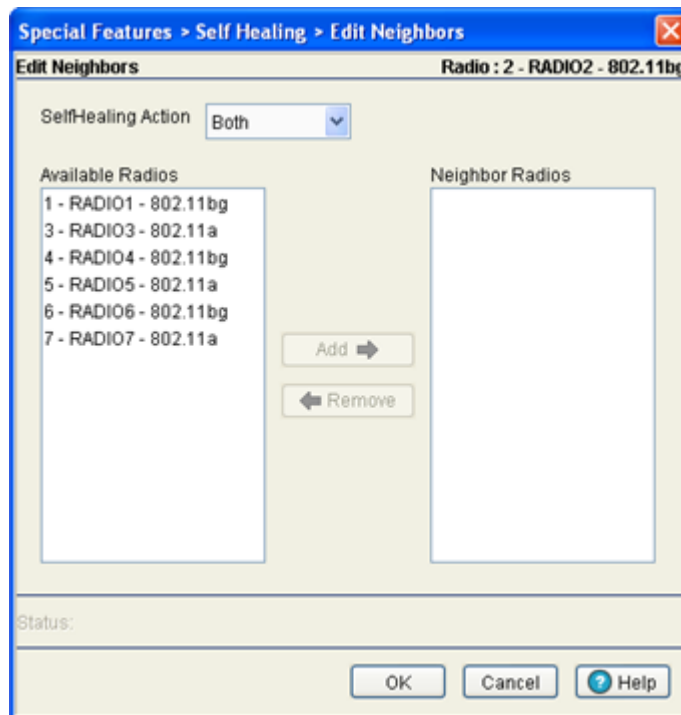 Special Features > Self Healing > Edit Neighbors
Edit Neighbors Radio : 2 - RADIO2 - 802.11bg
SelfHealing Action Both
Available Radios Neighbor Radios
1 - RADIO1 - 802.11bg
3 - RADIO3 - 802.11a
4 - RADIO4 - 802.11bg
5 - RADIO5 - 802.11a
6 - RADIO6 - 802.11bg
7 - RADIO7 - 802.11a
Add
Remove
Status:
OK Cancel ? Help